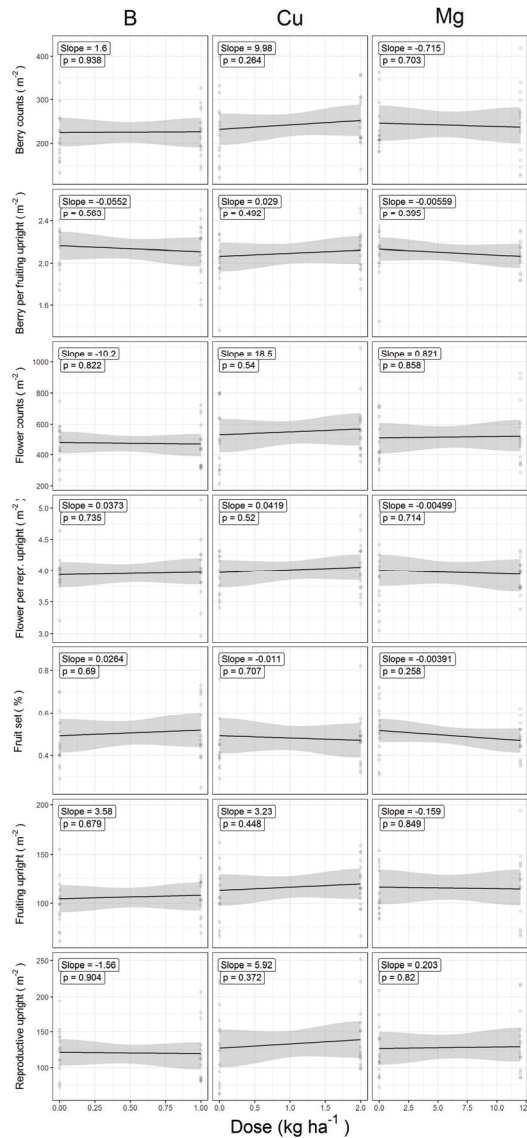 B Cu Mg
Berry counts ( m-2 )
400
300
200
Slope = 1.6
p = 0.938
Slope = 9.98
p = 0.264
Slope = -0.715
p = 0.703
Berry per fruiting upright ( m-2 )
2.4
2.0
1.6
Slope = -0.0552
p = 0.563
Slope = 0.029
p = 0.492
Slope = -0.00559
p = 0.395
Flower counts ( m-2 )
1000
800
600
400
200
Slope = -10.2
p = 0.822
Slope = 18.5
p = 0.54
Slope = 0.821
p = 0.858
Flower per repr. upright ( m-2 )
5.0
4.5
4.0
3.5
3.0
Slope = 0.0373
p = 0.735
Slope = 0.0419
p = 0.52
Slope = -0.00499
p = 0.714
Fruit set ( % )
0.8
0.6
0.4
Slope = 0.0264
p = 0.69
Slope = -0.011
p = 0.707
Slope = -0.00391
p = 0.258
Fruiting upright ( m-2 )
200
150
100
Slope = 3.58
p = 0.679
Slope = 3.23
p = 0.448
Slope = -0.159
p = 0.849
Reproductive upright ( m-2 )
250
200
150
100
Slope = -1.56
p = 0.904
Slope = 5.92
p = 0.372
Slope = 0.203
p = 0.82
0.00 0.25 0.50 0.75 1.00 0.0 0.5 1.0 1.5 2.0 0.0 2.5 5.0 7.5 10.0
Dose (kg ha-1 )